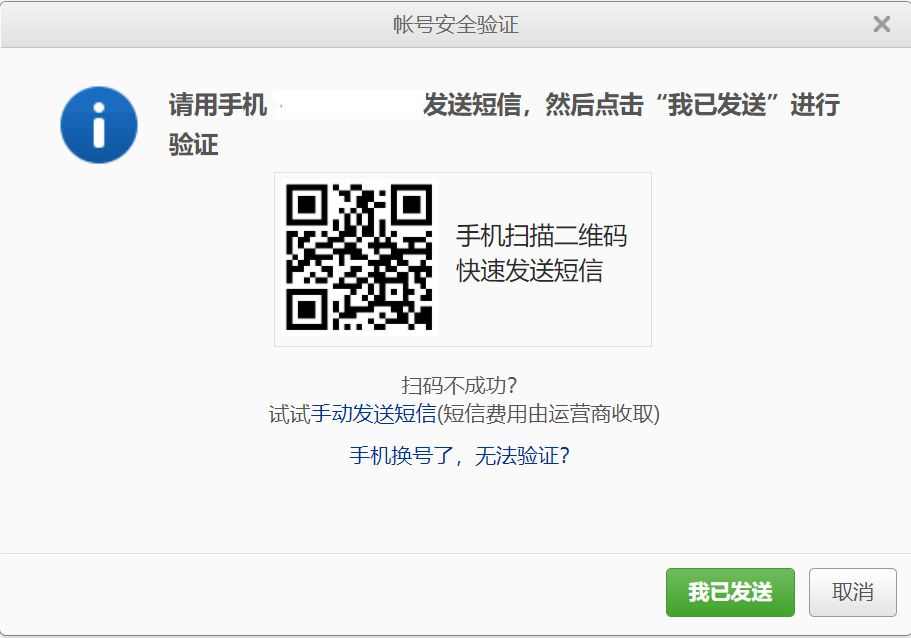 帐号安全验证
请用手机 发送短信，然后点击“我已发送”进行
验证
手机扫描二维码
快速发送短信
扫码不成功？
试试手动发送短信(短信费用由运营商收取)
手机换号了，无法验证？
我已发送 取消